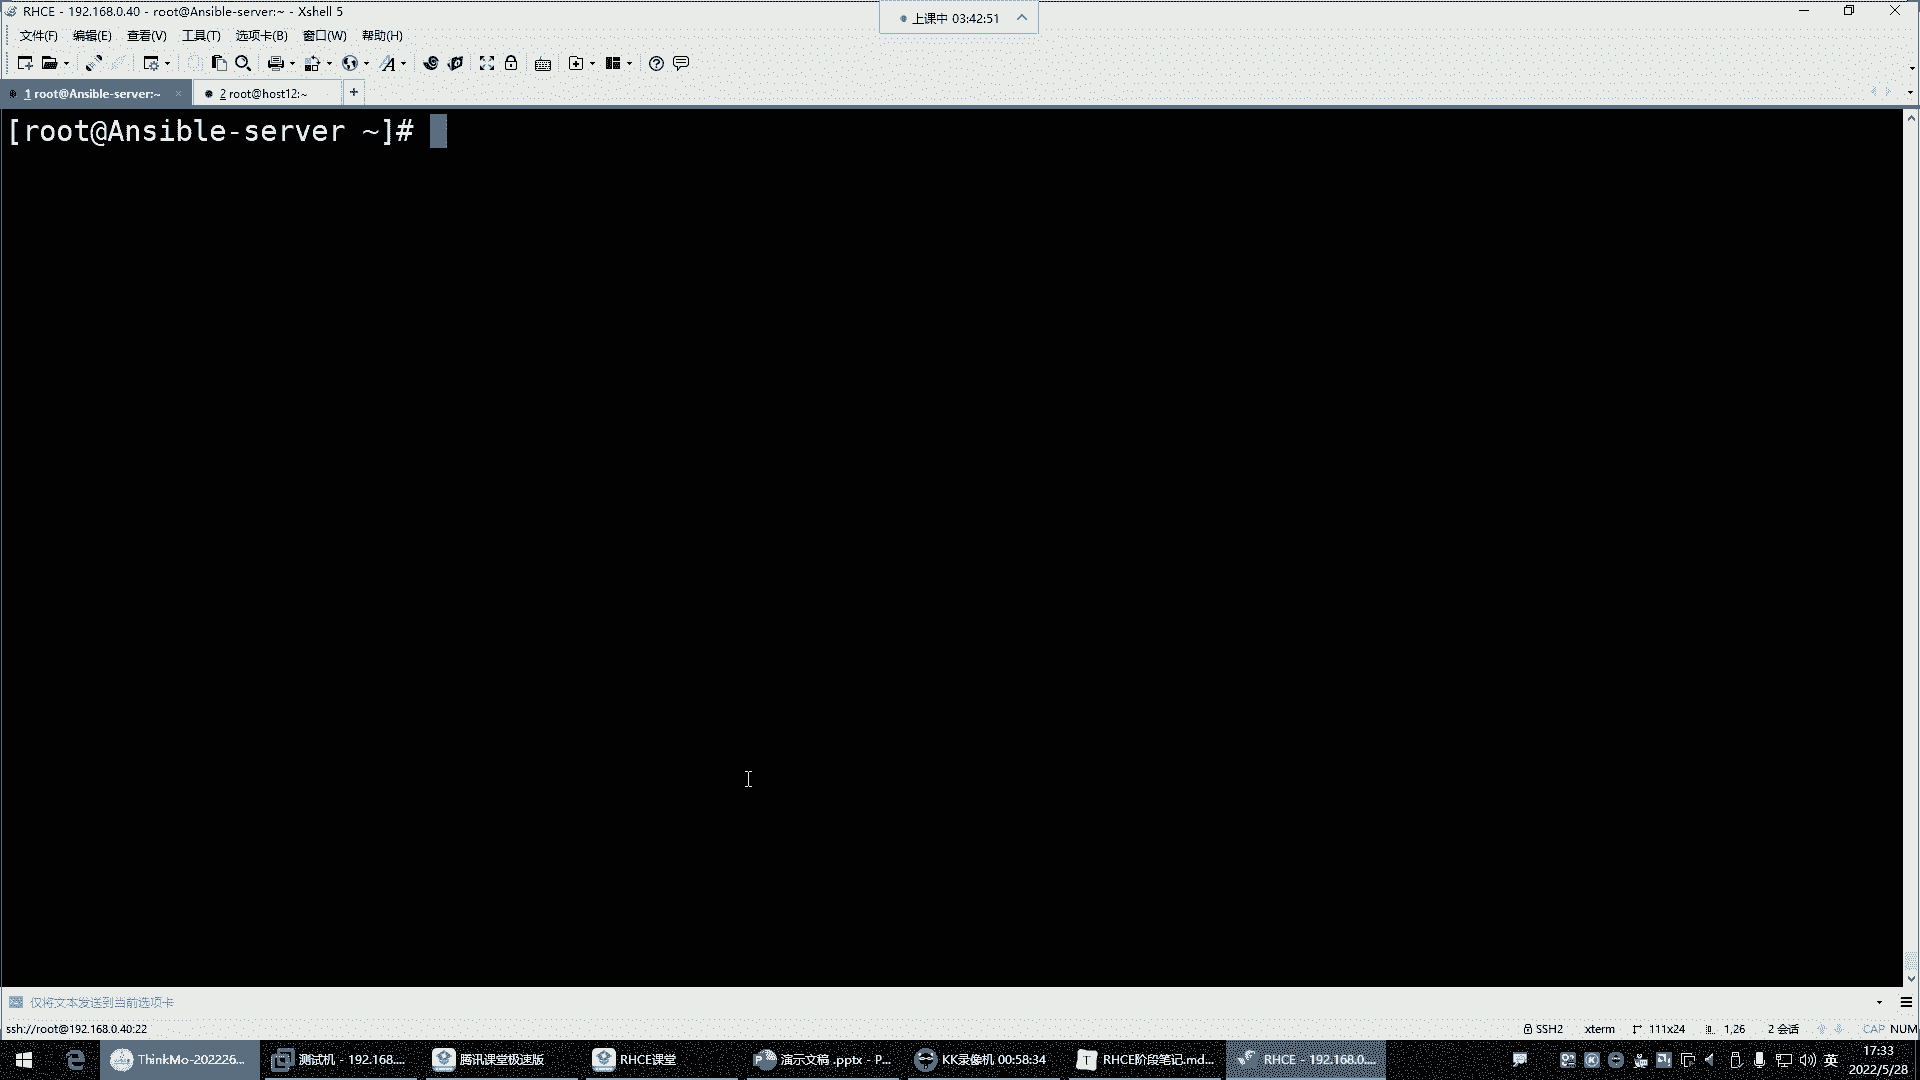 RHCE - 192.168.0.40 - root@Ansible-server:~ - Xshell 5
上课中 03:42:51
文件(F) 编辑(E) 查看(V) 工具(T) 选项卡(B) 窗口(W) 帮助(H)
1 root@Ansible-server:~ × 2 root@host12:~ +
[root@Ansible-server ~]#
仅将文本发送到当前选项卡
ssh://root@192.168.0.40:22 SSH2 xterm 111x24 1,26 2 会话 CAP NUM
ThinkMo-202226... 测试机 - 192.168.... 腾讯课堂极速版 RHCE课堂 演示文稿 .pptx - P... KK录像机 00:58:34 RHCE阶段笔记.md... RHCE - 192.168.0.... 英 17:33
2022/5/28